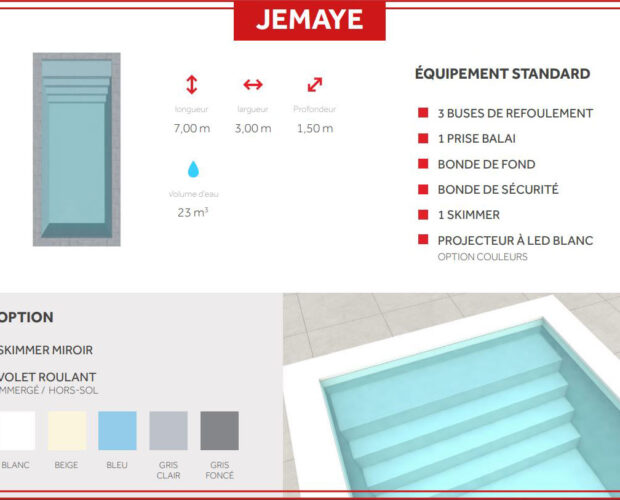 JEMAYE
longueur
largueur
Profondeur
7,00 m
3,00 m
1,50 m
Volume d'eau
23 m³
ÉQUIPEMENT STANDARD
3 BUSES DE REFOULEMENT
1 PRISE BALAI
BONDE DE FOND
BONDE DE SÉCURITÉ
1 SKIMMER
PROJECTEUR À LED BLANC
OPTION COULEURS
OPTION
SKIMMER MIROIR
VOLET ROULANT
IMMERGÉ / HORS-SOL
BLANC
BEIGE
BLEU
GRIS CLAIR
GRIS FONCÉ